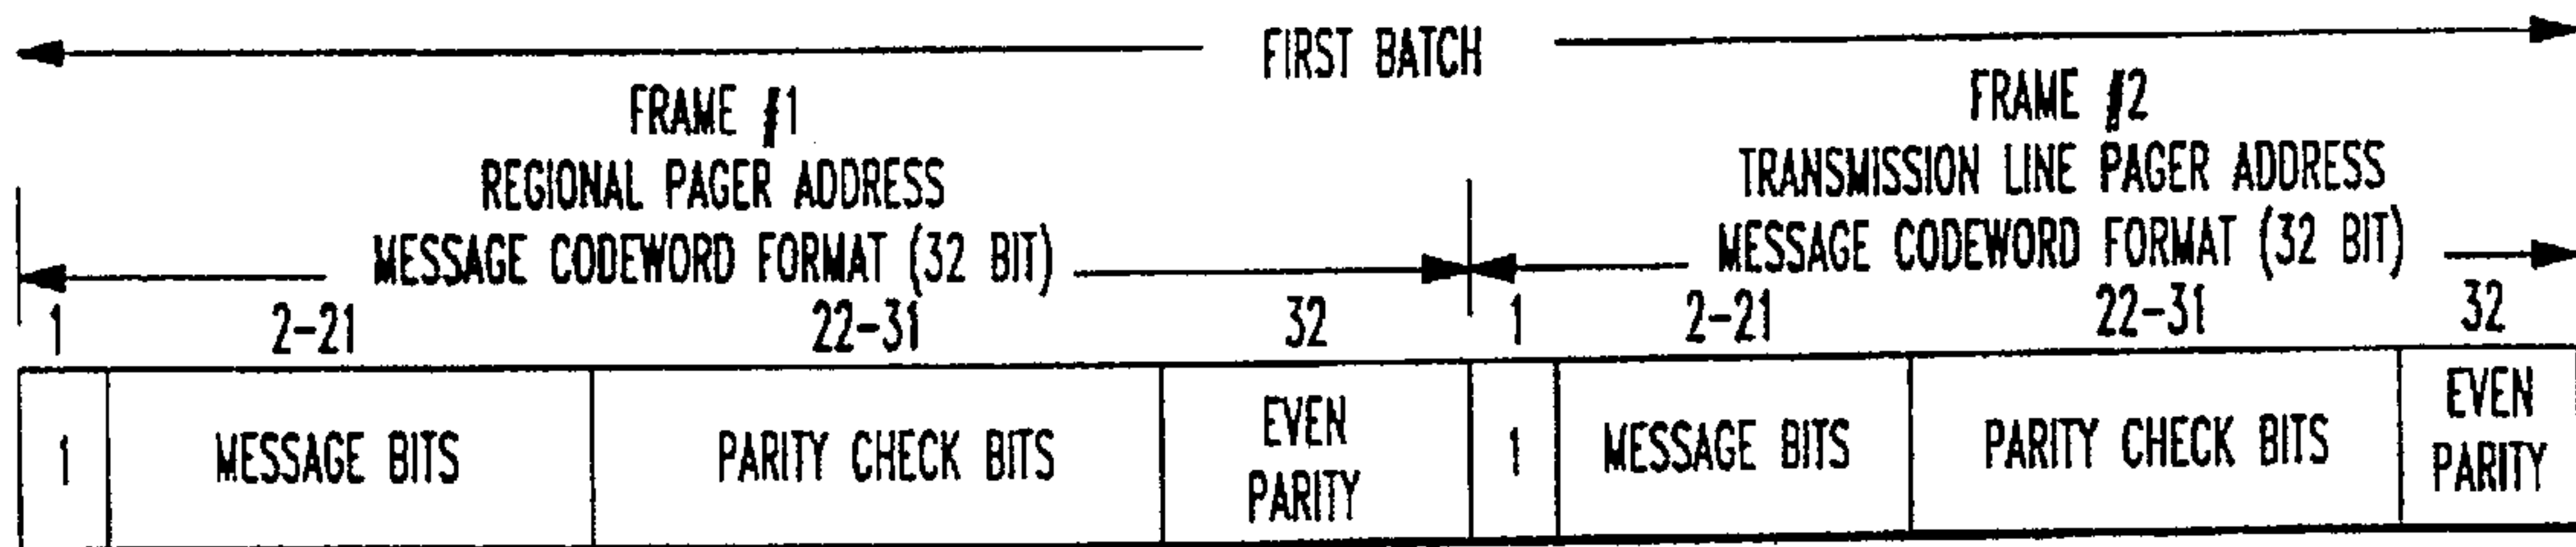 FIRST BATCH
FRAME #1
REGIONAL PAGER ADDRESS
MESSAGE CODEWORD FORMAT (32 BIT)
FRAME #2
TRANSMISSION LINE PAGER ADDRESS
MESSAGE CODEWORD FORMAT (32 BIT)
1 2-21 22-31 32 1 2-21 22-31 32
1 MESSAGE BITS PARITY CHECK BITS EVEN PARITY 1 MESSAGE BITS PARITY CHECK BITS EVEN PARITY